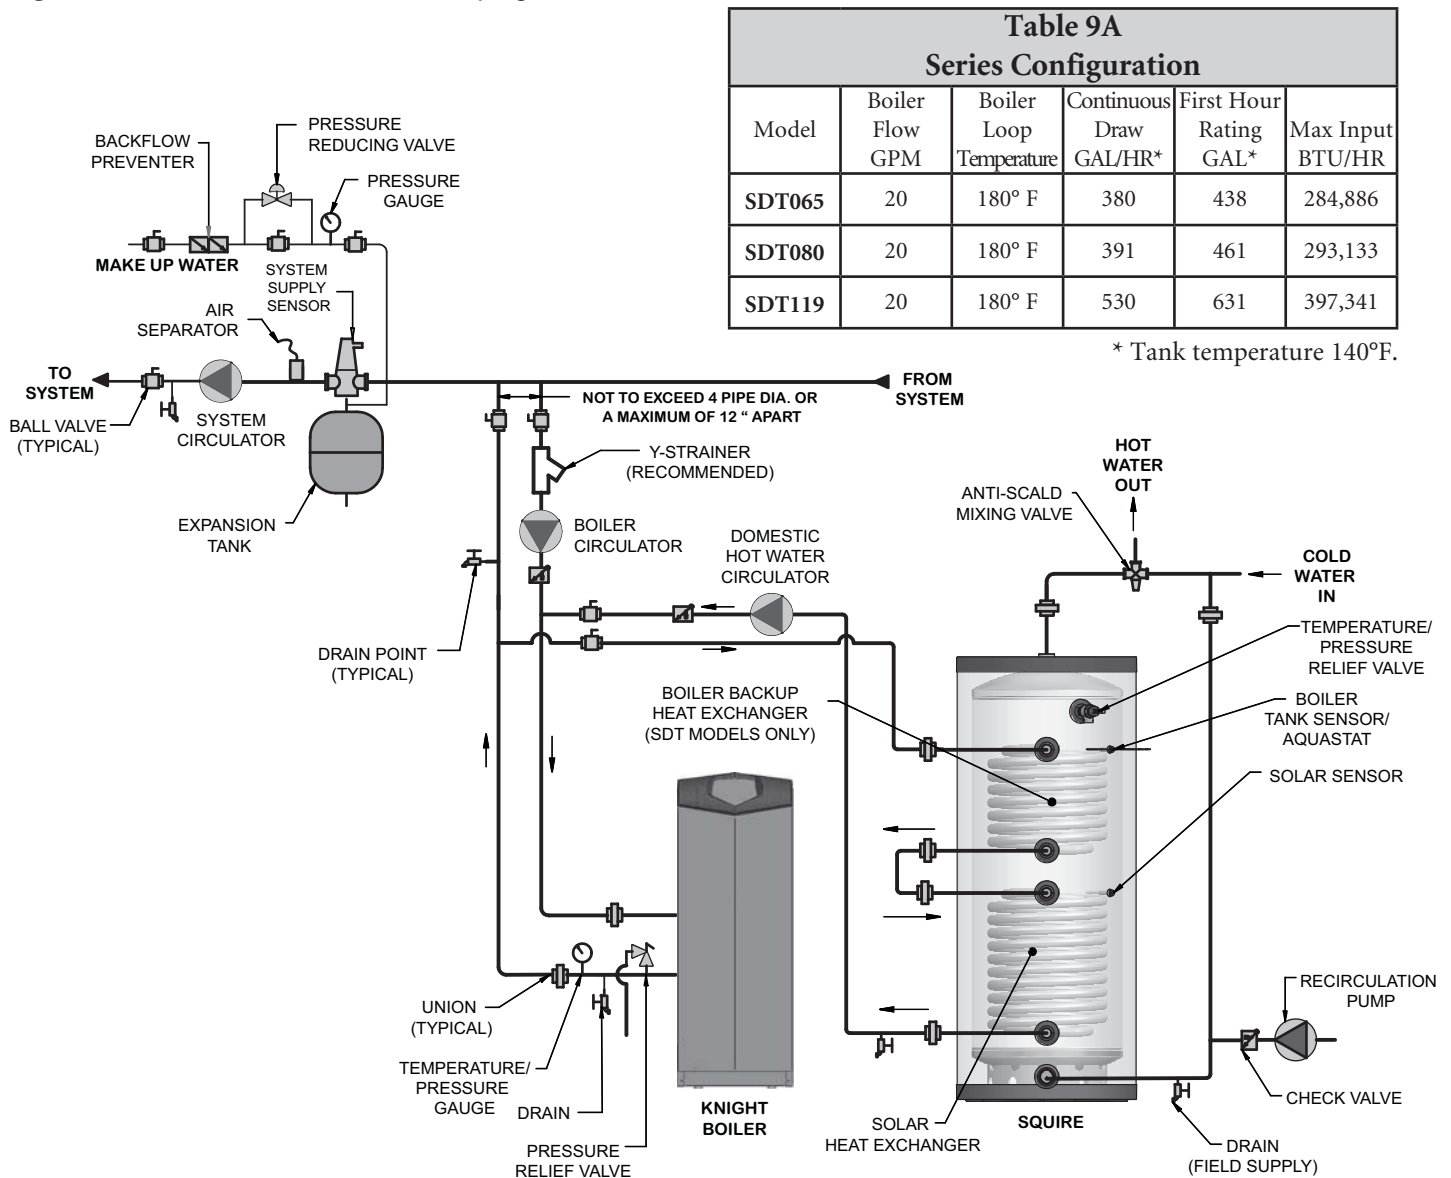 Table 9A
Series Configuration
Model
Boiler
Flow
GPM
Boiler
Loop
Temperature
Continuous
Draw
GAL/HR*
First Hour
Rating
GAL*
Max Input
BTU/HR
SDT065 20 180° F 380 438 284,886
SDT080 20 180° F 391 461 293,133
SDT119 20 180° F 530 631 397,341
* Tank temperature 140°F.
BACKFLOW
PREVENTER
PRESSURE
REDUCING VALVE
PRESSURE
GAUGE
MAKE UP WATER
SYSTEM
SUPPLY
SENSOR
AIR
SEPARATOR
TO
SYSTEM
FROM
SYSTEM
BALL VALVE
(TYPICAL)
SYSTEM
CIRCULATOR
NOT TO EXCEED 4 PIPE DIA. OR
A MAXIMUM OF 12 “ APART
Y-STRAINER
(RECOMMENDED)
EXPANSION
TANK
BOILER
CIRCULATOR
DOMESTIC
HOT WATER
CIRCULATOR
HOT
WATER
OUT
ANTI-SCALD
MIXING VALVE
COLD
WATER
IN
DRAIN POINT
(TYPICAL)
TEMPERATURE/
PRESSURE
RELIEF VALVE
BOILER BACKUP
HEAT EXCHANGER
(SDT MODELS ONLY)
BOILER
TANK SENSOR/
AQUASTAT
SOLAR SENSOR
UNION
(TYPICAL)
TEMPERATURE/
PRESSURE
GAUGE
DRAIN
PRESSURE
RELIEF VALVE
KNIGHT
BOILER
SOLAR
HEAT EXCHANGER
SQUIRE
RECIRCULATION
PUMP
CHECK VALVE
DRAIN
(FIELD SUPPLY)